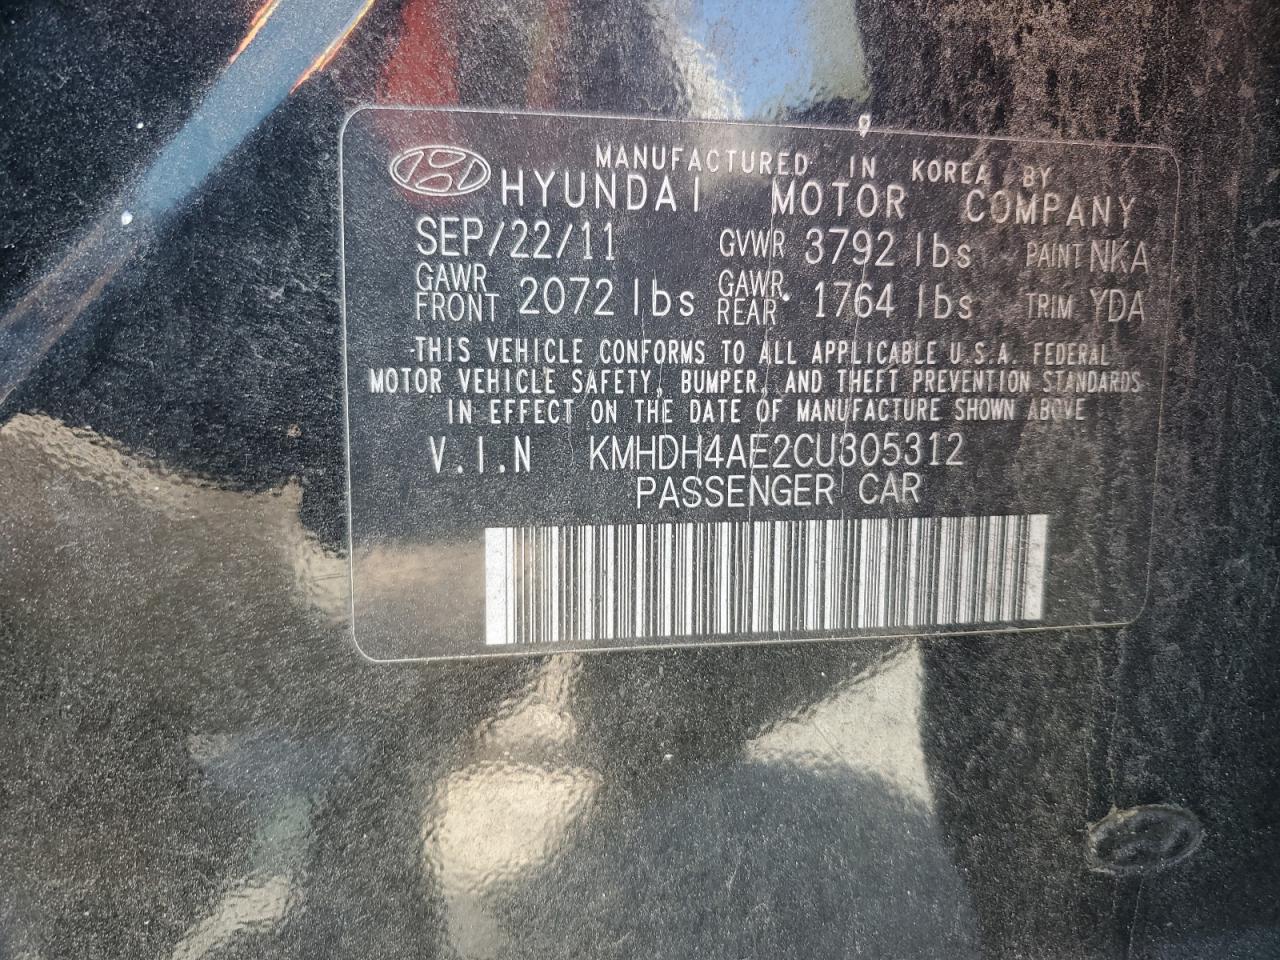 MANUFACTURED IN KOREA BY
HYUNDAI MOTOR COMPANY
SEP/22/11 GVWR 3792 lbs PAINT NKA
GAWR FRONT 2072 lbs GAWR REAR 1764 lbs TRIM YDA
THIS VEHICLE CONFORMS TO ALL APPLICABLE U.S.A. FEDERAL
MOTOR VEHICLE SAFETY, BUMPER, AND THEFT PREVENTION STANDARDS
IN EFFECT ON THE DATE OF MANUFACTURE SHOWN ABOVE
V.I.N KMHDH4AE2CU305312
PASSENGER CAR